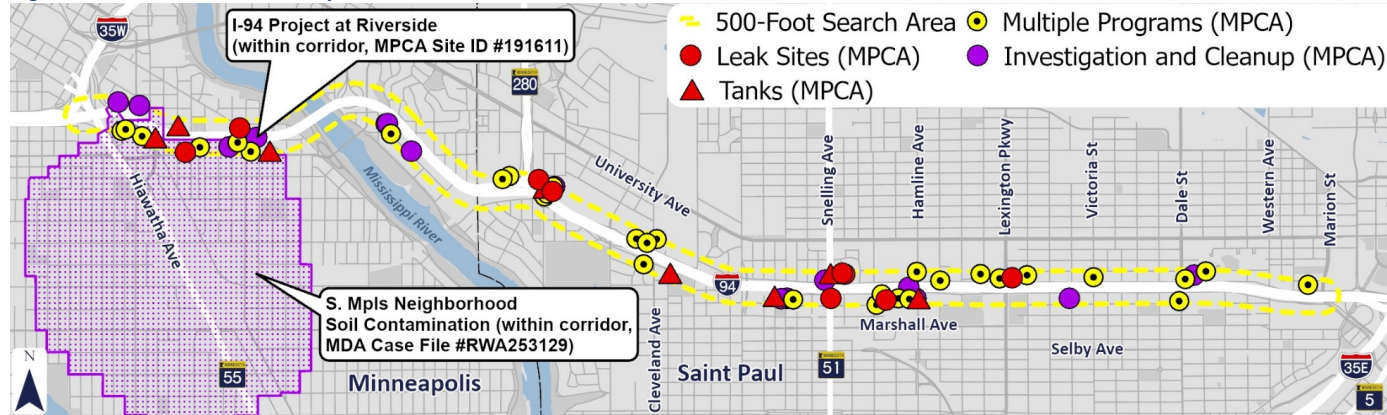 I-94 Project at Riverside
(within corridor, MPCA Site ID #191611)
500-Foot Search Area
Multiple Programs (MPCA)
Leak Sites (MPCA)
Investigation and Cleanup (MPCA)
Tanks (MPCA)
35W
280
University Ave
Mississippi River
Hiawatha Ave
Snelling Ave
Hamline Ave
Lexington Pkwy
Victoria St
Dale St
Western Ave
Marion St
94
S. Mpls Neighborhood
Soil Contamination (within corridor,
MDA Case File #RWA253129)
Cleveland Ave
Marshall Ave
Selby Ave
N
55
Minneapolis
Saint Paul
51
35E
5